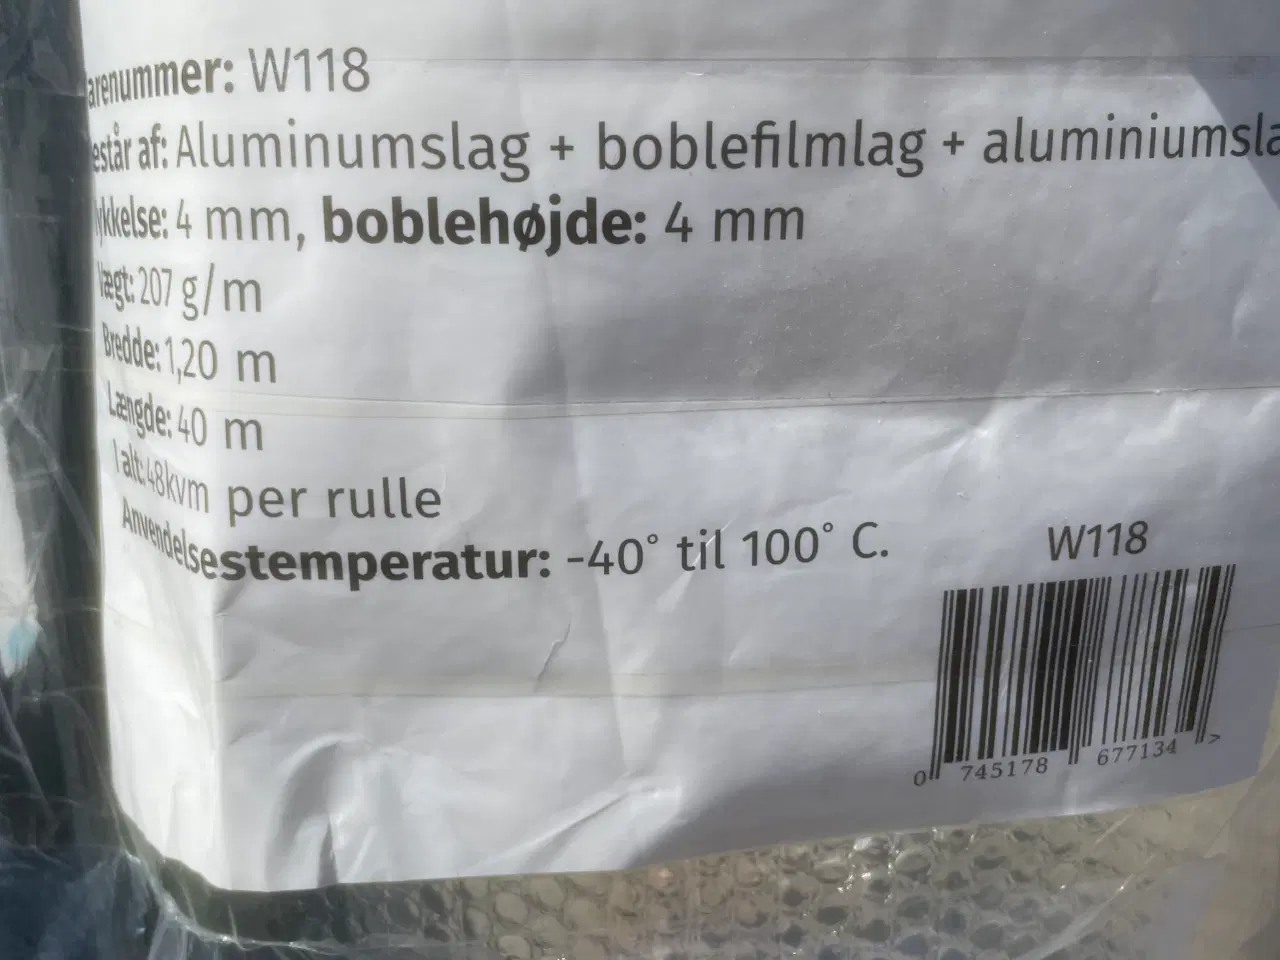 arenummer: W118
estår af: Aluminumslag + boblefilmlag + aluminiumsla
ykkelse: 4 mm, boblehøjde: 4 mm
Vægt: 207 g/m
Bredde: 1,20 m
Længde: 40 m
I alt: 48kvm per rulle
Anvendelsestemperatur: -40° til 100° C.
W118
0 745178 677134 >